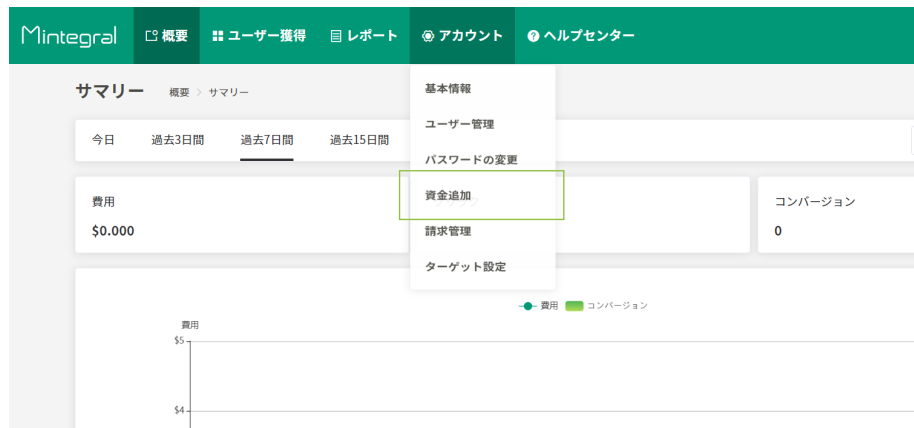 Mintegral 概要 ユーザー獲得 レポート アカウント ヘルプセンター
サマリー 概要 > サマリー
基本情報
ユーザー管理
パスワードの変更
資金追加
請求管理
ターゲット設定
今日 過去3日間 過去7日間 過去15日間
費用
$0.000
コンバージョン
0
費用 コンバージョン
費用
$5
$4